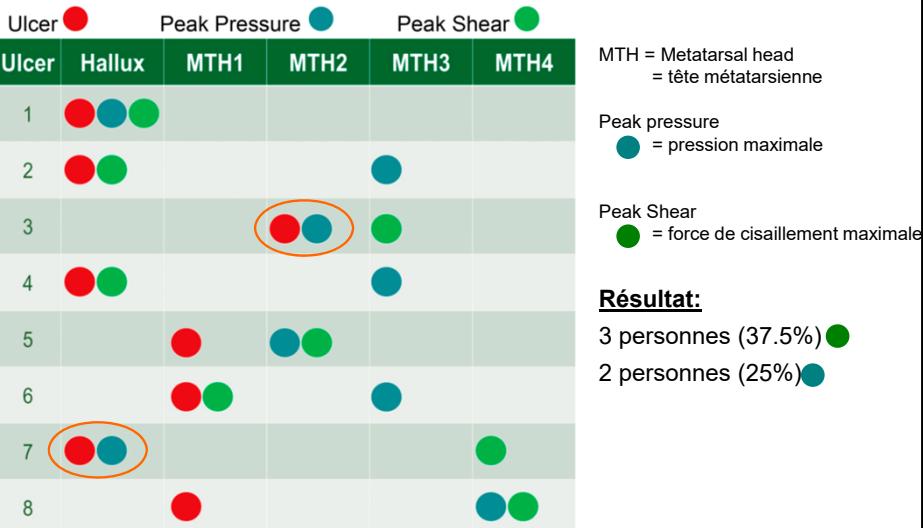 Ulcer Peak Pressure Peak Shear
Ulcer Hallux MTH1 MTH2 MTH3 MTH4
1
2
3
4
5
6
7
8
MTH = Metatarsal head
= tête métatarsienne
Peak pressure
= pression maximale
Peak Shear
= force de cisaillement maximale
Résultat:
3 personnes (37.5%)
2 personnes (25%)